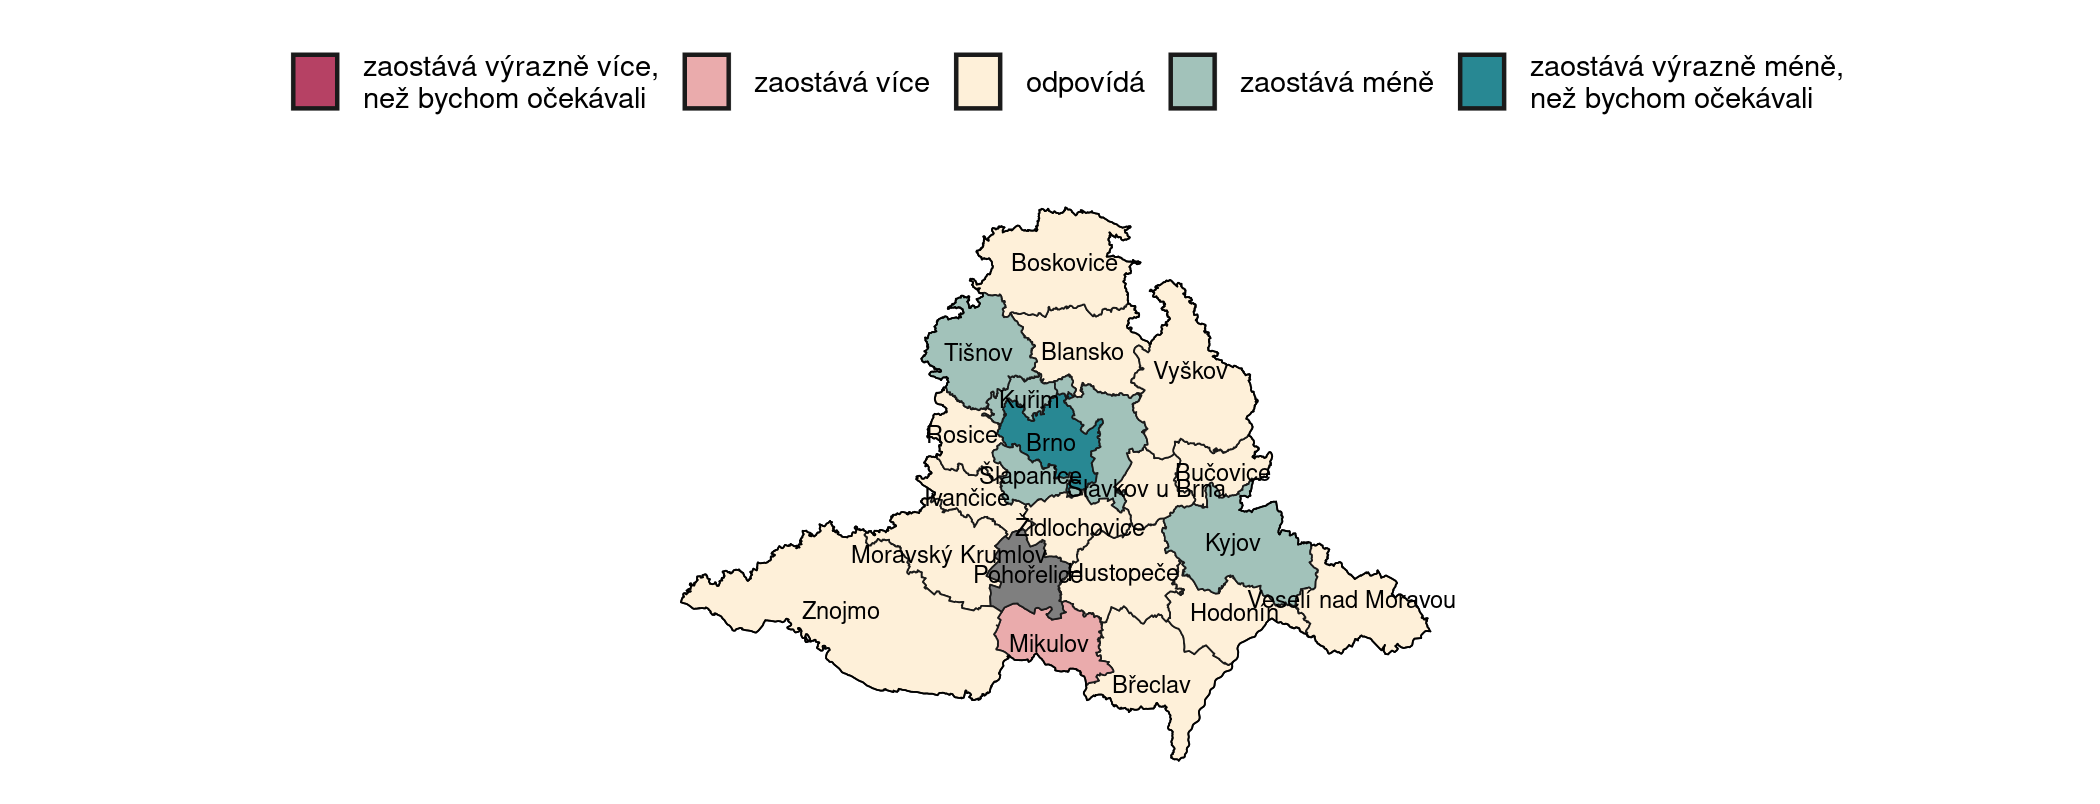 zaostává výrazně více,
než bychom očekávali
zaostává více
odpovídá
zaostává méně
zaostává výrazně méně,
než bychom očekávali
Boskovice
Tišnov
Blansko
Vyškov
Kuřim
Rosice
Brno
Šlapanice
Bučovice
Slavkov u Brna
Ivančice
Židlochovice
Kyjov
Moravský Krumlov
Pohořelice
Hustopeče
Veselí nad Moravou
Znojmo
Hodonín
Mikulov
Břeclav